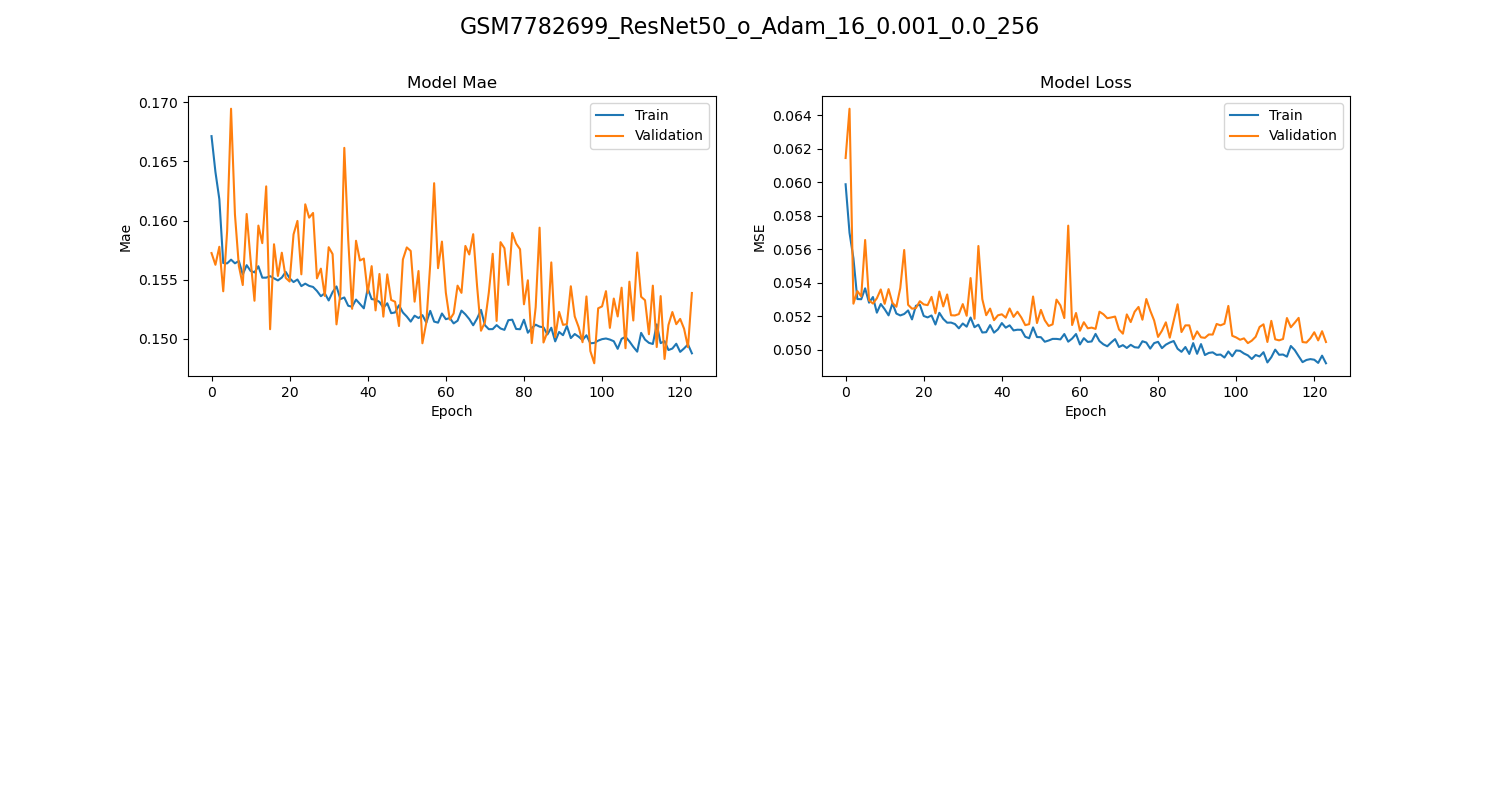 GSM7782699_ResNet50_o_Adam_16_0.001_0.0_256
Model Mae
0.170
0.165
0.160
0.155
0.150
Mae
0
20
40
60
80
100
120
Epoch
Train
Validation
Model Loss
0.064
0.062
0.060
0.058
0.056
0.054
0.052
0.050
MSE
0
20
40
60
80
100
120
Epoch
Train
Validation